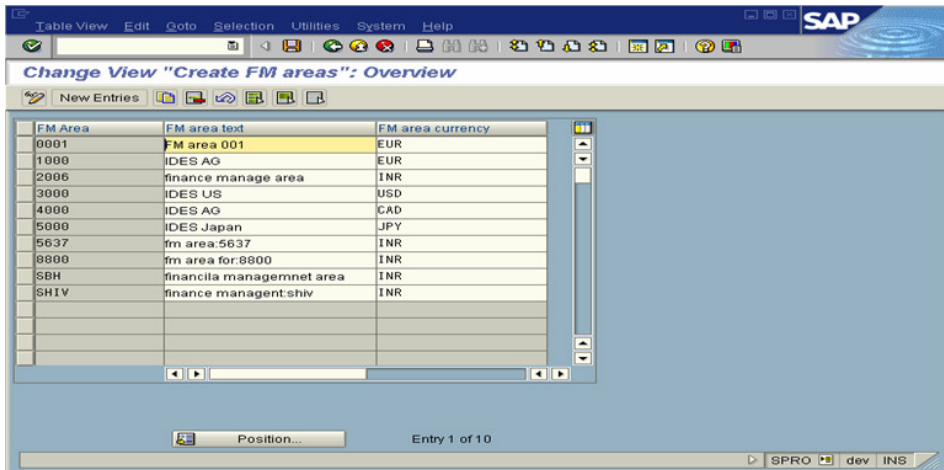 Table View Edit Goto Selection Utilities System Help
SAP
Change View "Create FM areas": Overview
New Entries
FM Area FM area text FM area currency
0001 FM area 001 EUR
1000 IDES AG EUR
2006 finance manage area INR
3000 IDES US USD
4000 IDES AG CAD
5000 IDES Japan JPY
5637 fm area:5637 INR
8800 fm area for:8800 INR
SBH financila managemnet area INR
SHIV finance managent:shiv INR
Position... Entry 1 of 10
SPRO dev INS